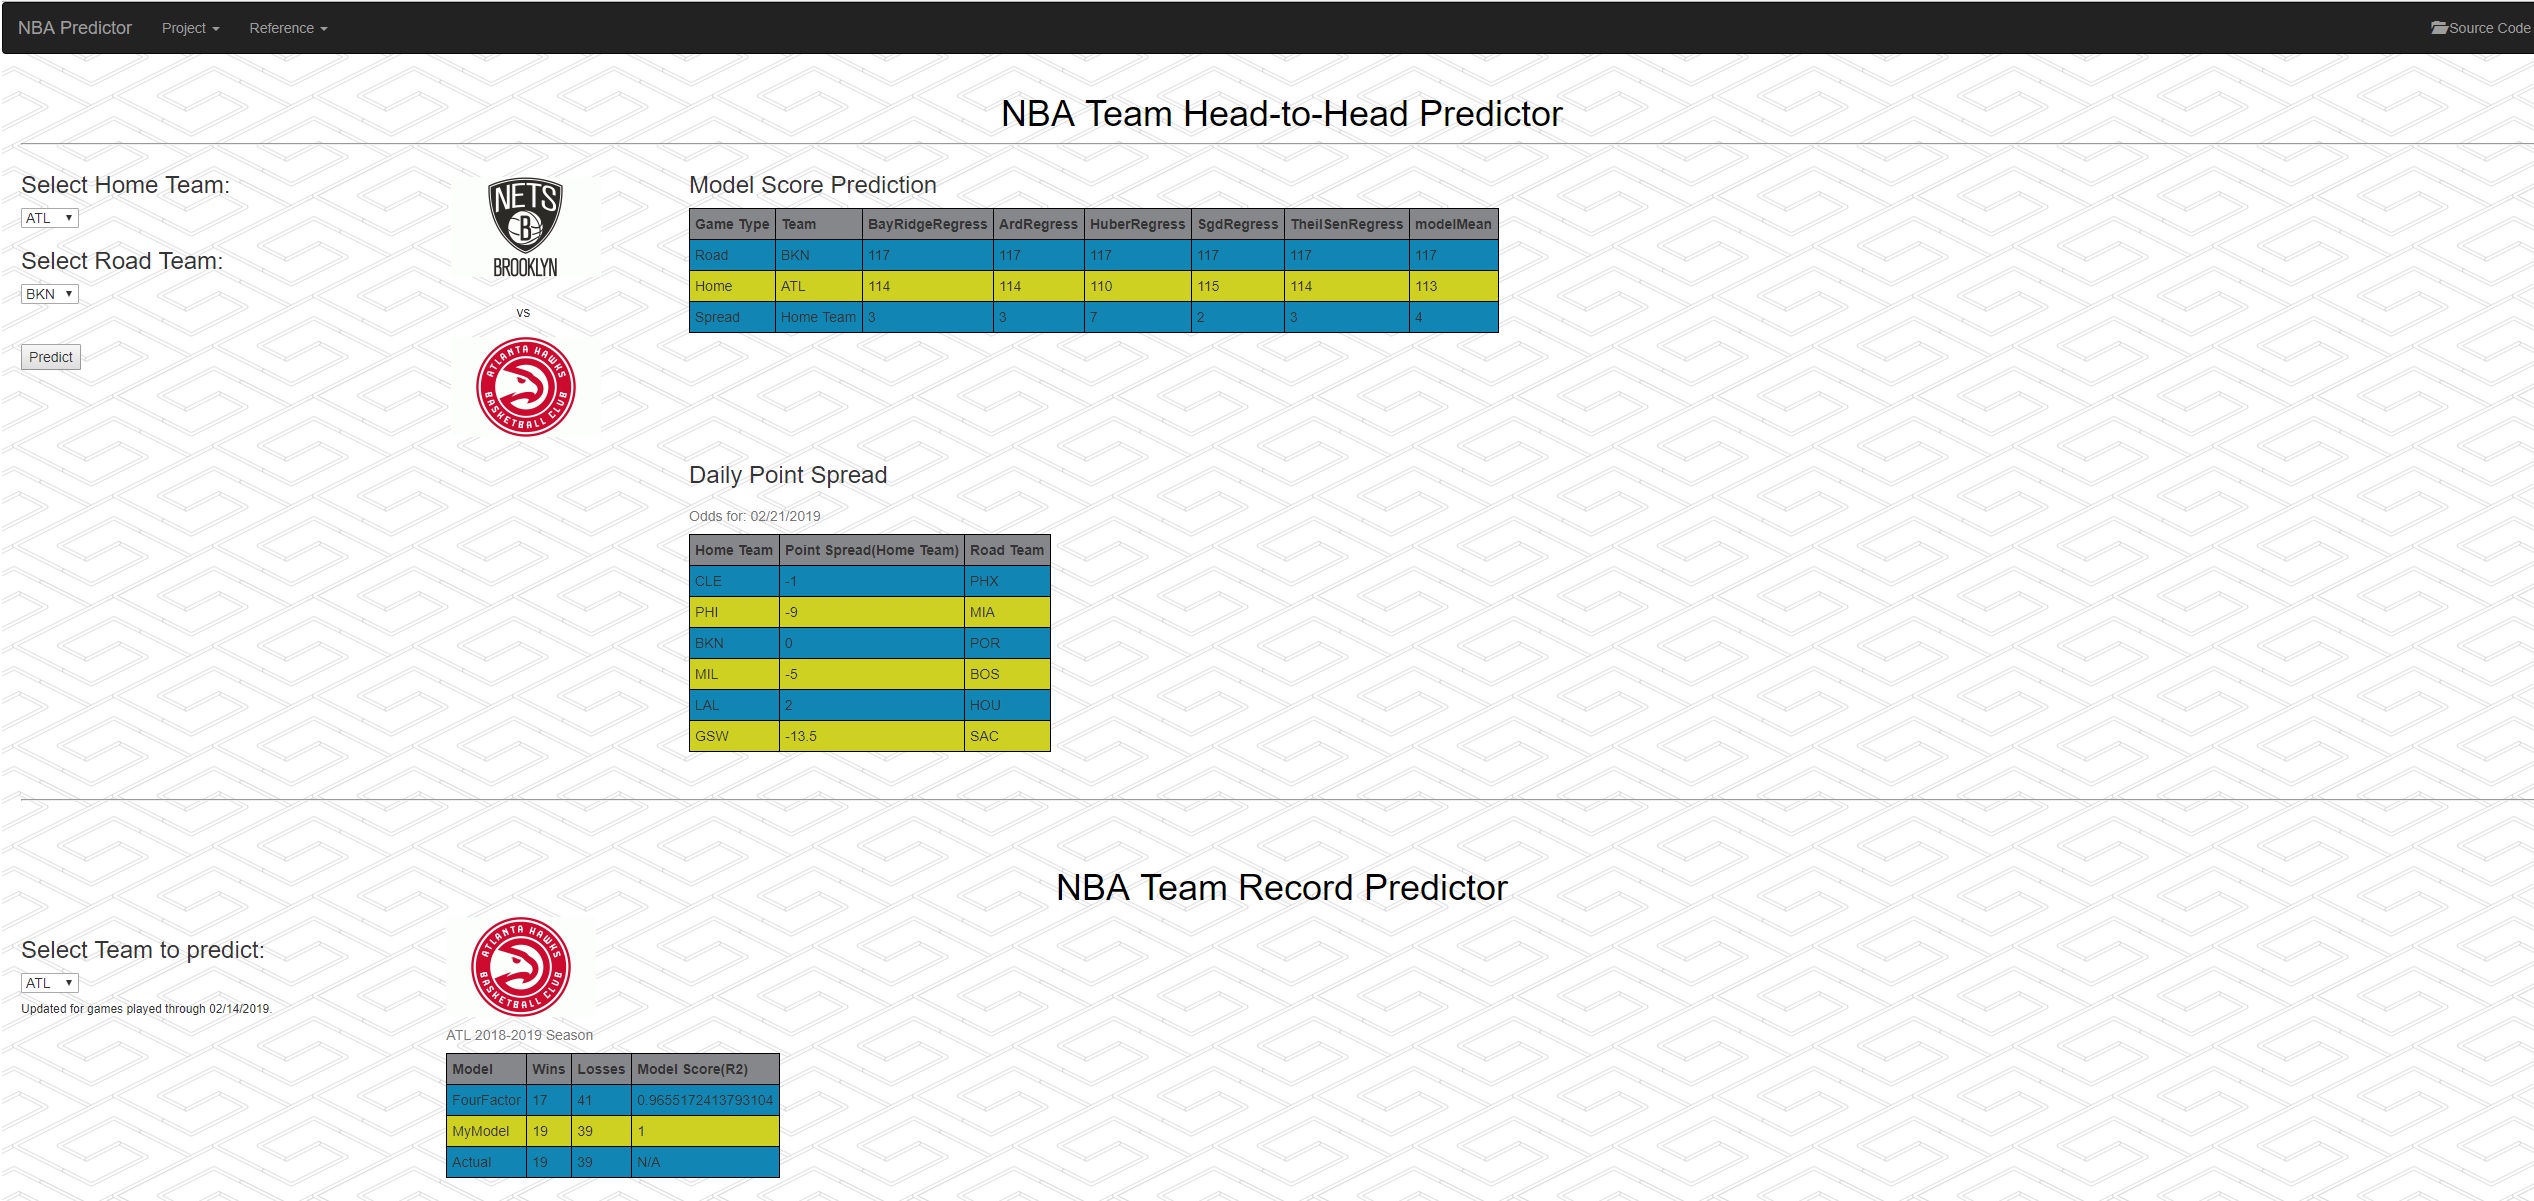 NBA Predictor Project Reference Source Code
NBA Team Head-to-Head Predictor
Select Home Team:
ATL
Select Road Team:
BKN
Predict
NETS
B
BROOKLYN
vs
ATLANTA HAWKS
BASKETBALL CLUB
Model Score Prediction
Game Type Team BayRidgeRegress ArdRegress HuberRegress SgdRegress TheilSenRegress modelMean
Road BKN 117 117 117 117 117 117
Home ATL 114 114 110 115 114 113
Spread Home Team 3 3 7 2 3 4
Daily Point Spread
Odds for: 02/21/2019
Home Team Point Spread(Home Team) Road Team
CLE -1 PHX
PHI -9 MIA
BKN 0 POR
MIL -5 BOS
LAL 2 HOU
GSW -13.5 SAC
NBA Team Record Predictor
Select Team to predict:
ATL
Updated for games played through 02/14/2019.
ATLANTA HAWKS
BASKETBALL CLUB
ATL 2018-2019 Season
Model Wins Losses Model Score(R2)
FourFactor 17 41 0.9655172413793104
MyModel 19 39 1
Actual 19 39 N/A